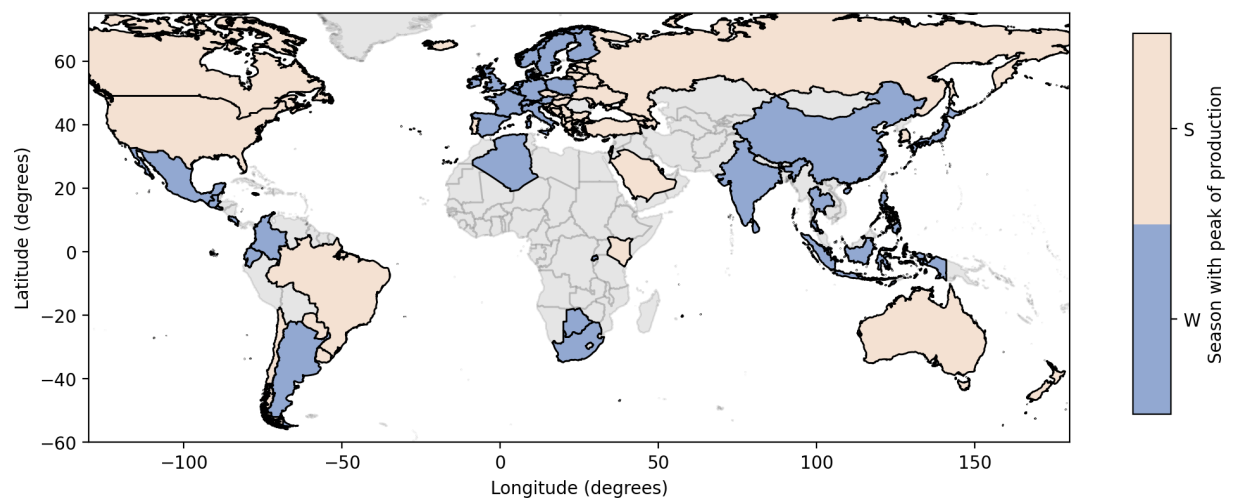 60
40
20
0
−20
−40
−60
−100
−50
0
50
100
150
Latitude (degrees)
Longitude (degrees)
S
W
Season with peak of production